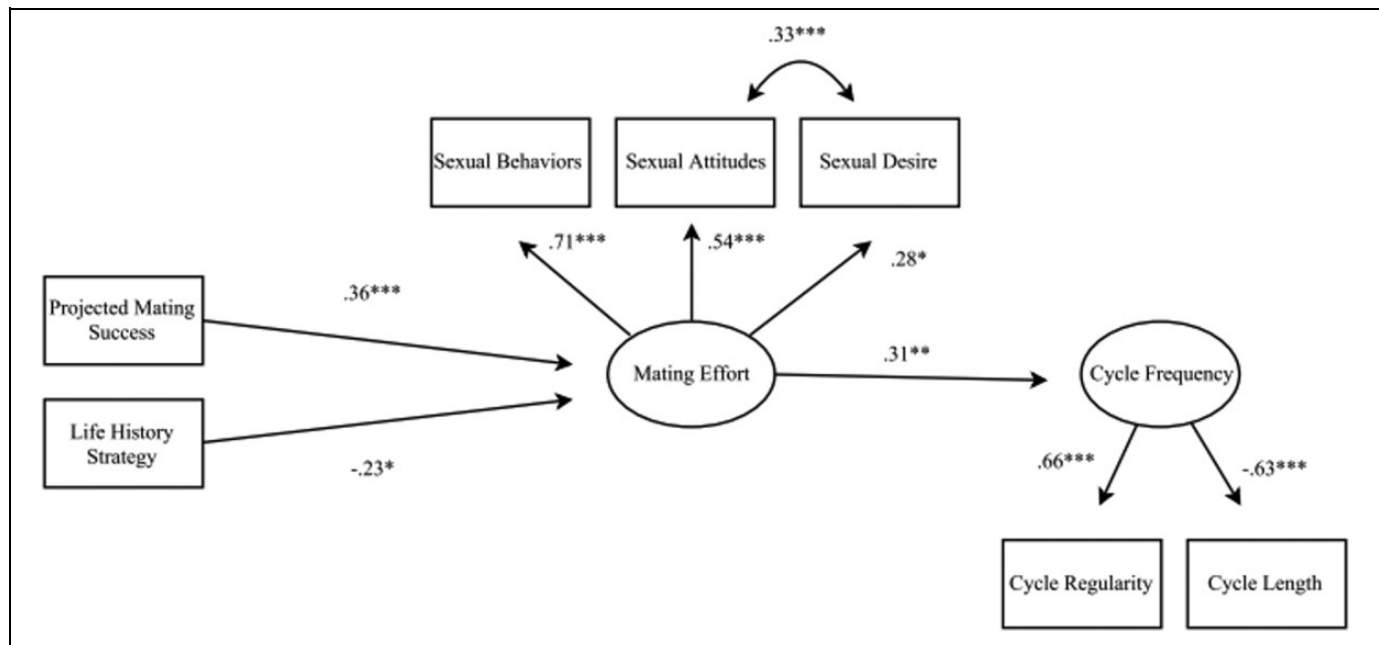 .33***
Sexual Behaviors
Sexual Attitudes
Sexual Desire
.71***
.54***
.28*
Projected Mating
Success
.36***
Life History
Strategy
-.23*
Mating Effort
.31**
Cycle Frequency
.66***
-.63***
Cycle Regularity
Cycle Length